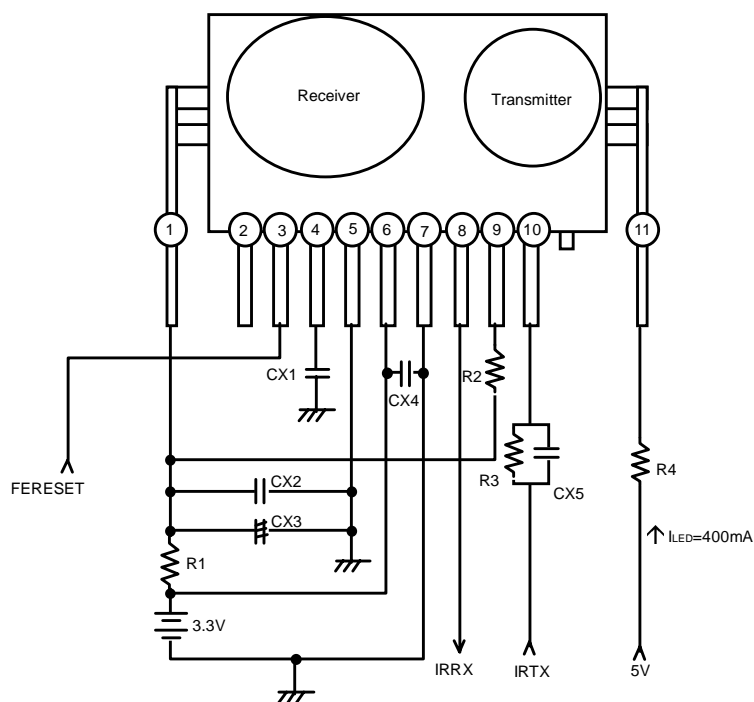 Receiver
Transmitter
1
2
3
4
5
6
7
8
9
10
11
CX1
CX4
R2
FERESET
CX2
CX3
R1
R3
CX5
R4
↑ ILED=400mA
3.3V
IRRX
IRTX
5V